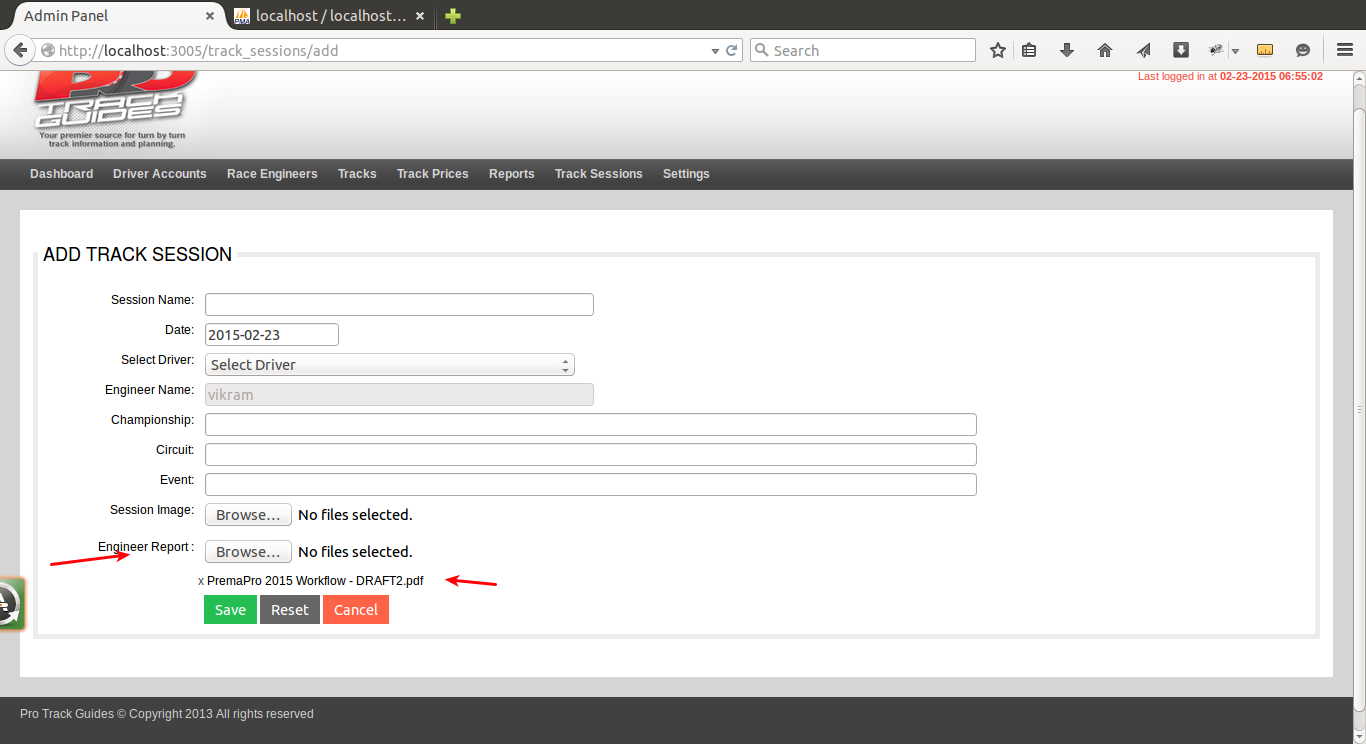 Admin Panel × localhost / localhost... ×
http://localhost:3005/track_sessions/add Search
Last logged in at 02-23-2015 06:55:02
PRO
TRACK
GUIDES
Your premier source for turn by turn
track information and planning.
Dashboard Driver Accounts Race Engineers Tracks Track Prices Reports Track Sessions Settings
ADD TRACK SESSION
Session Name:
Date: 2015-02-23
Select Driver: Select Driver
Engineer Name: vikram
Championship:
Circuit:
Event:
Session Image: Browse... No files selected.
Engineer Report : Browse... No files selected.
x PremaPro 2015 Workflow - DRAFT2.pdf
Save Reset Cancel
Pro Track Guides © Copyright 2013 All rights reserved